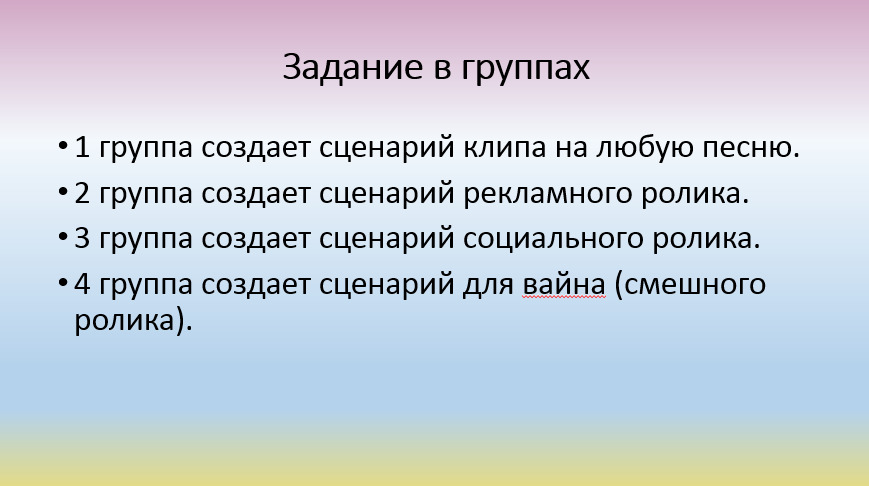 Задание в группах
• 1 группа создает сценарий клипа на любую песню.
• 2 группа создает сценарий рекламного ролика.
• 3 группа создает сценарий социального ролика.
• 4 группа создает сценарий для вайна (смешного
ролика).